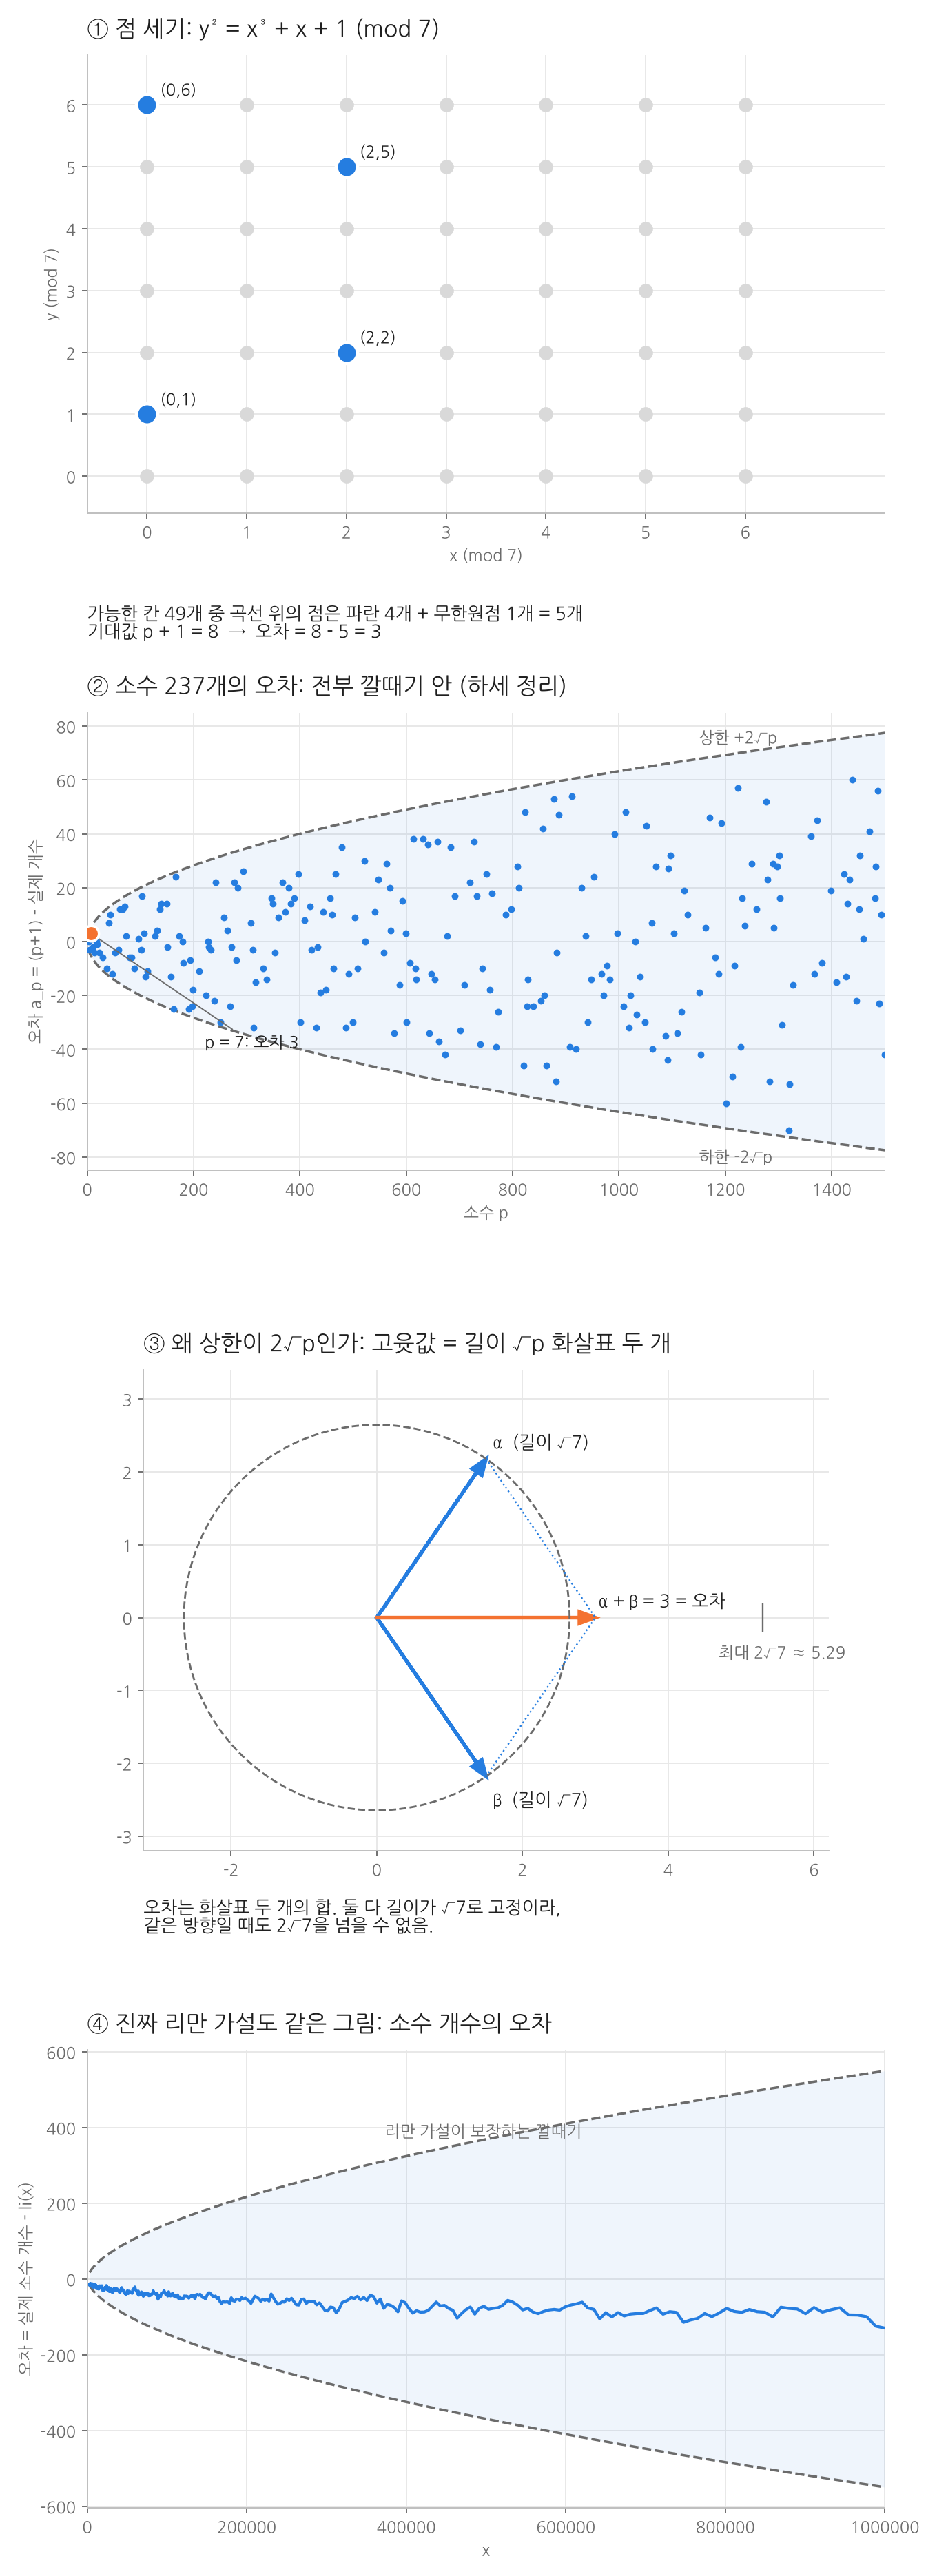 ① 점 세기: y² = x³ + x + 1 (mod 7)
y (mod 7)
6
5
4
3
2
1
0
(0,6)
(2,5)
(2,2)
(0,1)
0 1 2 3 4 5 6
x (mod 7)
가능한 칸 49개 중 곡선 위의 점은 파란 4개 + 무한원점 1개 = 5개
기대값 p + 1 = 8 → 오차 = 8 - 5 = 3
② 소수 237개의 오차: 전부 깔때기 안 (하세 정리)
오차 a_p = (p+1) - 실제 개수
80
60
40
20
0
-20
-40
-60
-80
상한 +2√p
p = 7: 오차 3
하한 -2√p
0 200 400 600 800 1000 1200 1400
소수 p
③ 왜 상한이 2√p인가: 고윳값 = 길이 √p 화살표 두 개
3
2
1
0
-1
-2
-3
α (길이 √7)
α + β = 3 = 오차
최대 2√7 ≈ 5.29
β (길이 √7)
-2 0 2 4 6
오차는 화살표 두 개의 합. 둘 다 길이가 √7로 고정이라,
같은 방향일 때도 2√7을 넘을 수 없음.
④ 진짜 리만 가설도 같은 그림: 소수 개수의 오차
오차 = 실제 소수 개수 - li(x)
600
400
200
0
-200
-400
-600
리만 가설이 보장하는 깔때기
0 200000 400000 600000 800000 1000000
x